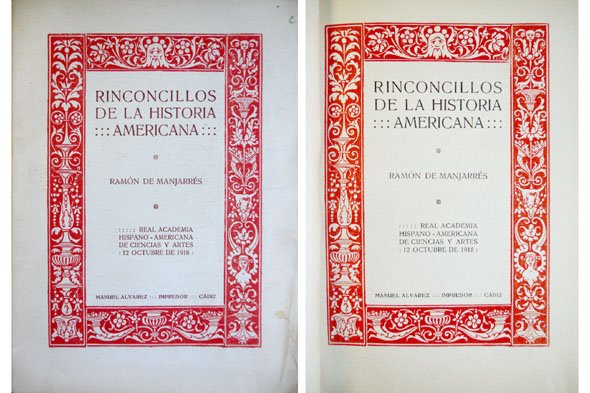 RINCONCILLOS
DE LA HISTORIA
::: AMERICANA :::
RAMÓN DE MANJARRÉS
::::: REAL ACADEMIA
HISPANO-AMERICANA
DE CIENCIAS Y ARTES
: 12 OCTUBRE DE 1918 :
MANUEL ALVAREZ ::: IMPRESOR ::: CÁDIZ
RINCONCILLOS
DE LA HISTORIA
::: AMERICANA :::
RAMÓN DE MANJARRÉS
::::: REAL ACADEMIA
HISPANO-AMERICANA
DE CIENCIAS Y ARTES
: 12 OCTUBRE DE 1918 :
MANUEL ALVAREZ ::: IMPRESOR ::: CÁDIZ